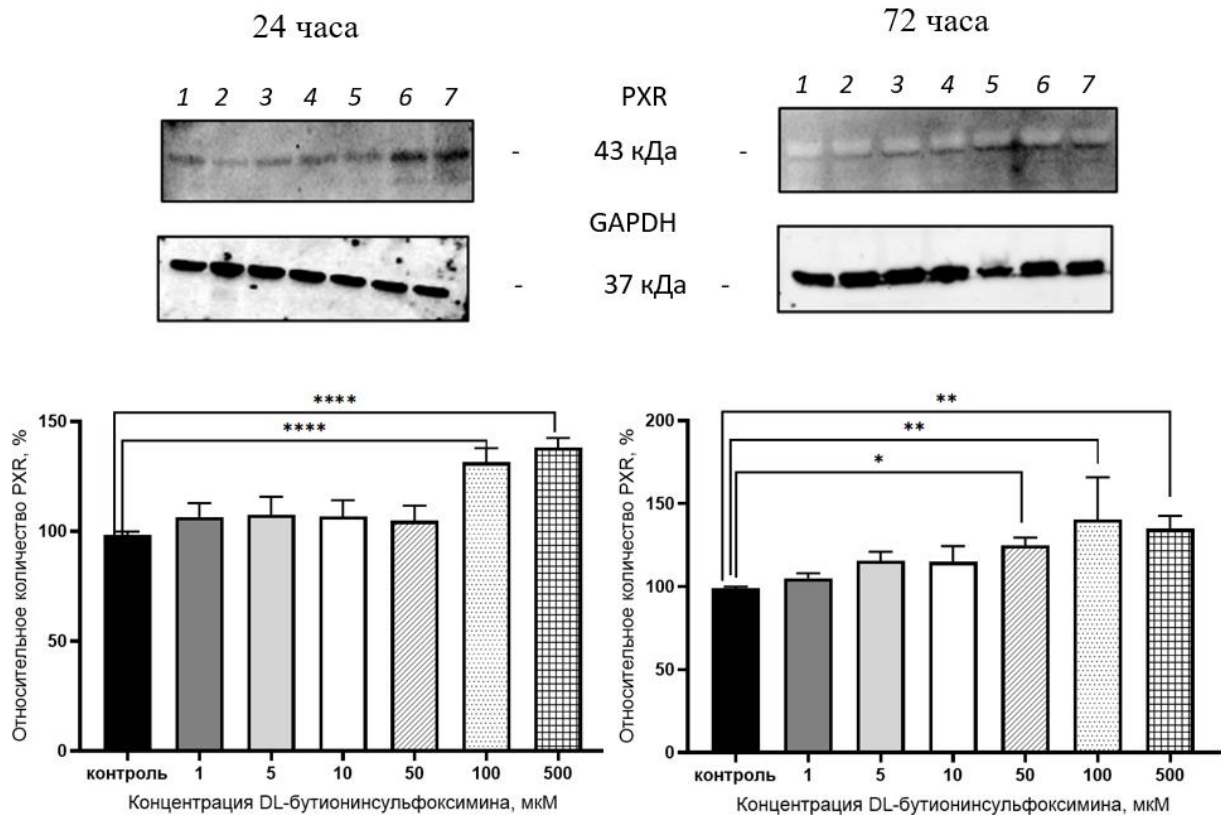 24 часа
72 часа
1 2 3 4 5 6 7
PXR
1 2 3 4 5 6 7
- 43 кДа -
GAPDH
- 37 кДа -
****
****
150
100
50
0
Относительное количество PXR, %
контроль 1 5 10 50 100 500
Концентрация DL-бутионинсульфоксимина, мкМ
**
**
*
200
150
100
50
0
Относительное количество PXR, %
контроль 1 5 10 50 100 500
Концентрация DL-бутионинсульфоксимина, мкМ